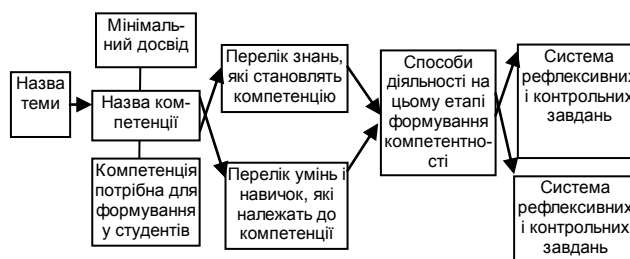 Назва
теми
Мінімаль-
ний досвід
Назва ком-
петенції
Компетенція
потрібна для
формування
у студентів
Перелік знань,
які становлять
компетенцію
Перелік умінь і
навичок, які
належать до
компетенції
Способи
діяльності на
цьому етапі
формування
компетентно-
сті
Система
рефлексивних
і контрольних
завдань
Система
рефлексивних
і контрольних
завдань